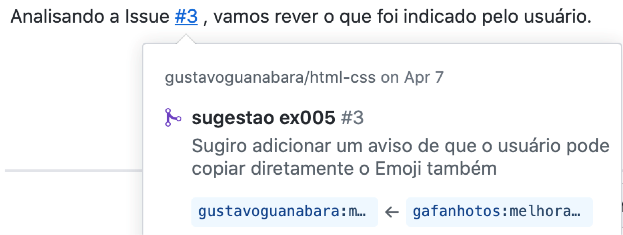 Analisando a Issue #3 , vamos rever o que foi indicado pelo usuário.
gustavoguanabara/html-css on Apr 7
sugestao ex005 #3
Sugiro adicionar um aviso de que o usuário pode
copiar diretamente o Emoji também
gustavoguanabara:m… ← gafanhotos:melhora…